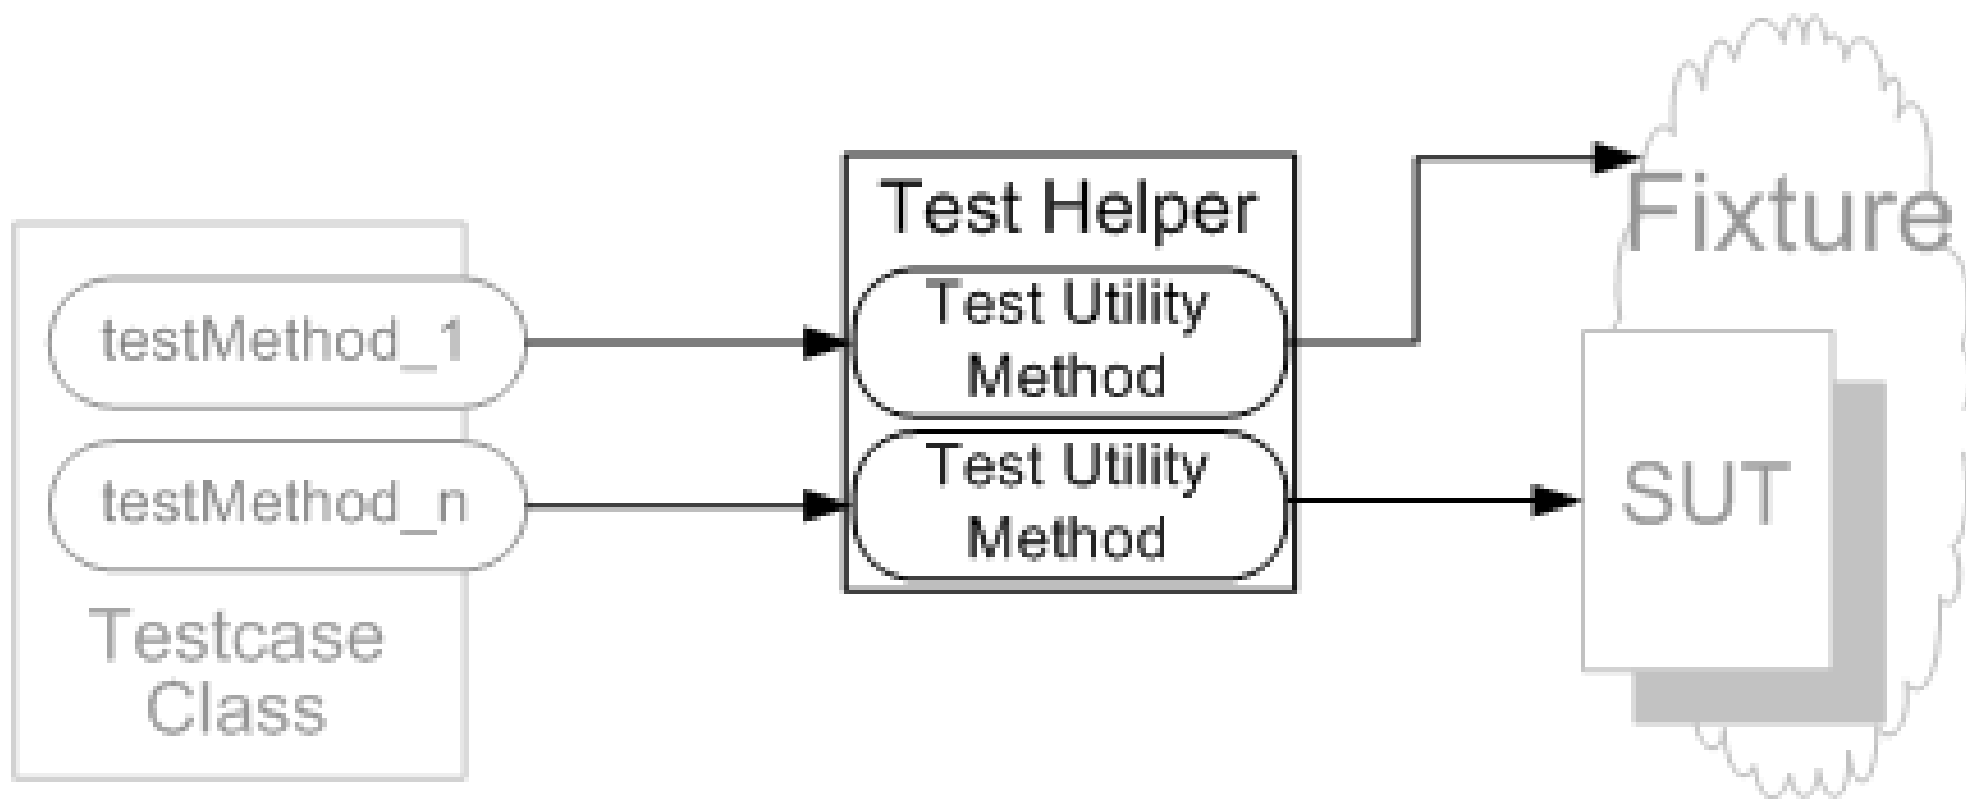 testMethod_1
testMethod_n
Testcase
Class
Test Helper
Test Utility
Method
Test Utility
Method
Fixture
SUT